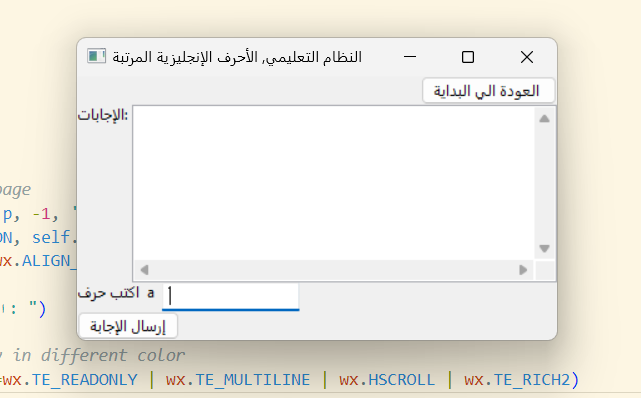 النظام التعليمي, الأحرف الإنجليزية المرتبة
العودة الي البداية
الإجابات:
page
p, -1, "
ON, self.
wx.ALIGN_
: ")
اكتب حرف a
إرسال الإجابة
in different color
=wx.TE_READONLY | wx.TE_MULTILINE | wx.HSCROLL | wx.TE_RICH2)